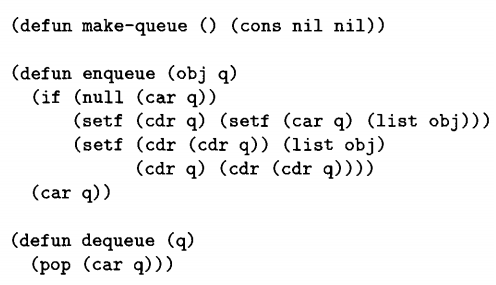 (defun make-queue () (cons nil nil))

(defun enqueue (obj q)
  (if (null (car q))
      (setf (cdr q) (setf (car q) (list obj)))
      (setf (cdr (cdr q)) (list obj)
            (cdr q) (cdr (cdr q))))
  (car q))

(defun dequeue (q)
  (pop (car q)))